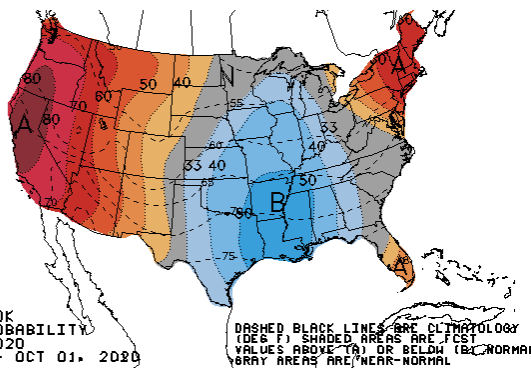 A
80
A
80
70
60
50
40
N
55
33
40
60
33 40
65
50
B
80
70
75
A
70
OK
OBABILITY
020
- OCT 01, 2020
DASHED BLACK LINES ARE CLIMATOLOGY
(DEG F) SHADED AREAS ARE FCST
VALUES ABOVE (A) OR BELOW (B) NORMAL
GRAY AREAS ARE NEAR-NORMAL